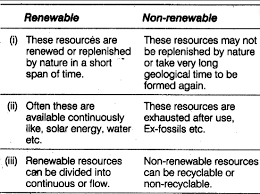 Renewable Non-renewable
(i) These resources are These resources may not
renewed or replenished be replenished by nature
by nature in a short or take very long
span of time. geological time to be
formed again.
(ii) Often these are These resources are
available continuously exhausted after use,
like, solar energy, water Ex-fossils etc.
etc.
(iii) Renewable resources Non-renewable resources
can be divided into can be recyclable or
continuous or flow. non-recyclable.